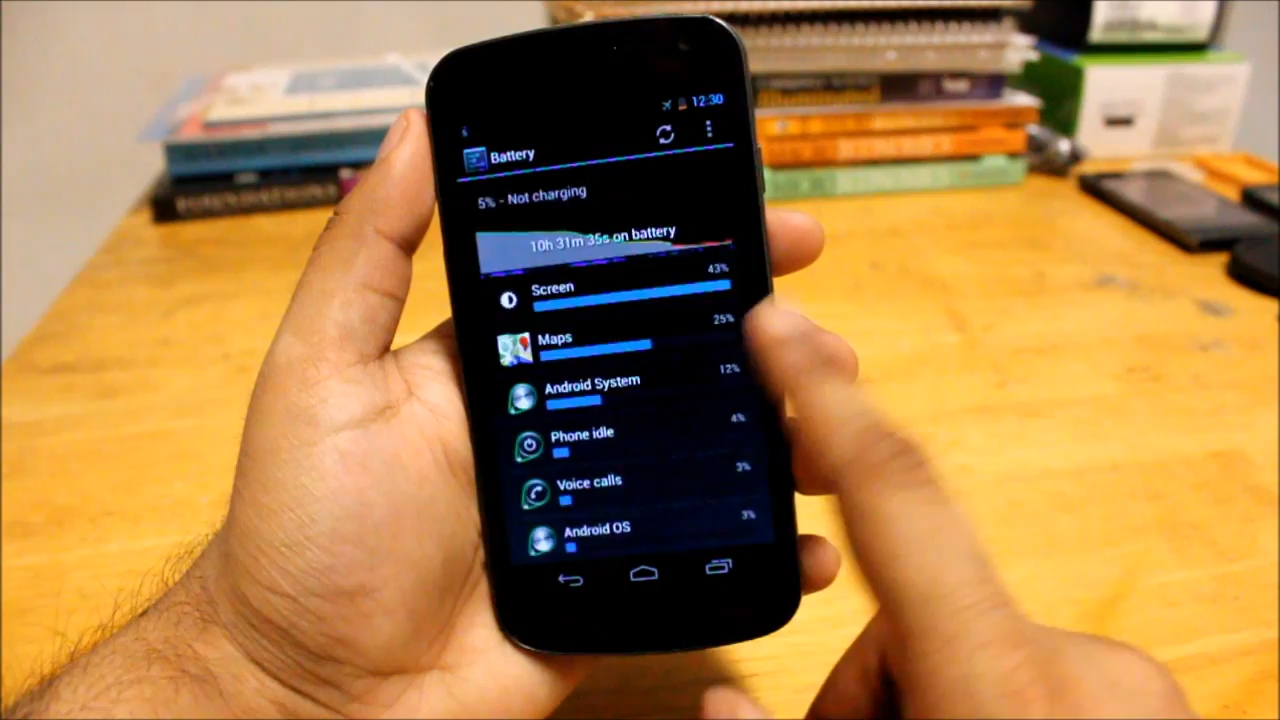 12:30
Battery
5% - Not charging
10h 31m 35s on battery
Screen 43%
Maps 25%
Android System 12%
Phone idle 4%
Voice calls 3%
Android OS 3%